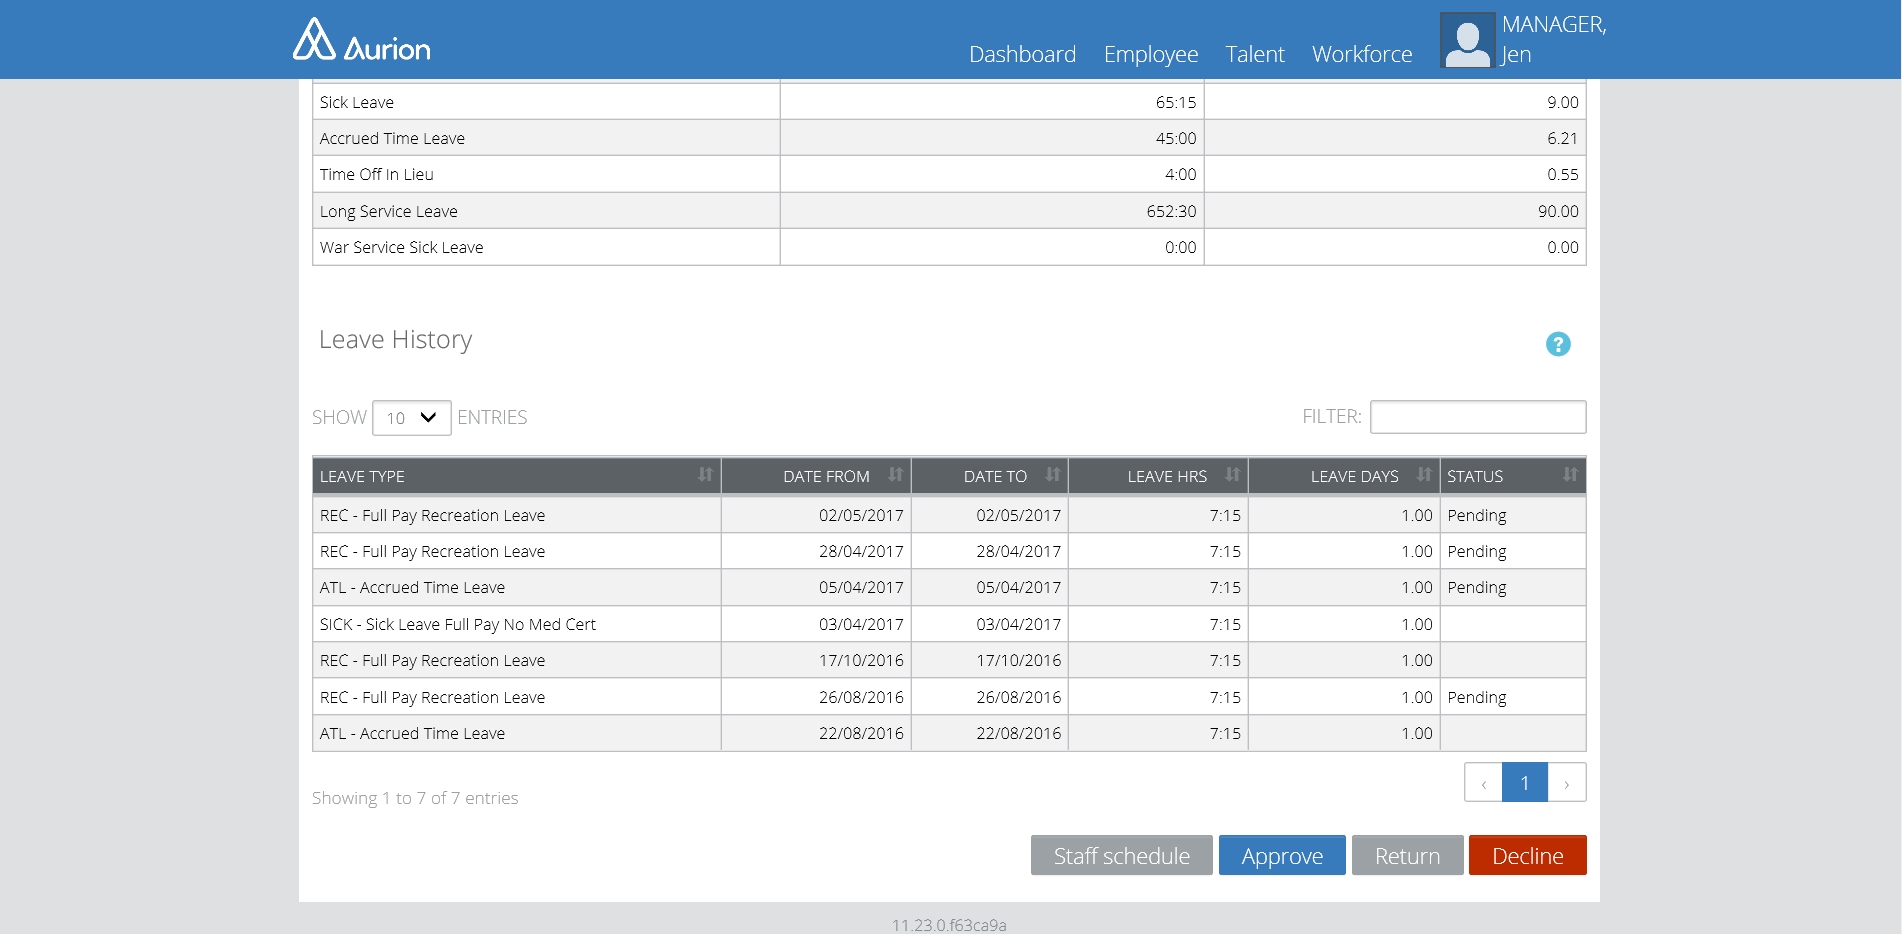 Aurion
Dashboard Employee Talent Workforce MANAGER,
Jen
Sick Leave 65:15 9.00
Accrued Time Leave 45:00 6.21
Time Off In Lieu 4:00 0.55
Long Service Leave 652:30 90.00
War Service Sick Leave 0:00 0.00
Leave History
?
SHOW 10 ENTRIES FILTER:
LEAVE TYPE DATE FROM DATE TO LEAVE HRS LEAVE DAYS STATUS
REC - Full Pay Recreation Leave 02/05/2017 02/05/2017 7:15 1.00 Pending
REC - Full Pay Recreation Leave 28/04/2017 28/04/2017 7:15 1.00 Pending
ATL - Accrued Time Leave 05/04/2017 05/04/2017 7:15 1.00 Pending
SICK - Sick Leave Full Pay No Med Cert 03/04/2017 03/04/2017 7:15 1.00
REC - Full Pay Recreation Leave 17/10/2016 17/10/2016 7:15 1.00
REC - Full Pay Recreation Leave 26/08/2016 26/08/2016 7:15 1.00 Pending
ATL - Accrued Time Leave 22/08/2016 22/08/2016 7:15 1.00
‹ 1 ›
Showing 1 to 7 of 7 entries
Staff schedule Approve Return Decline
11.23.0.f63ca9a